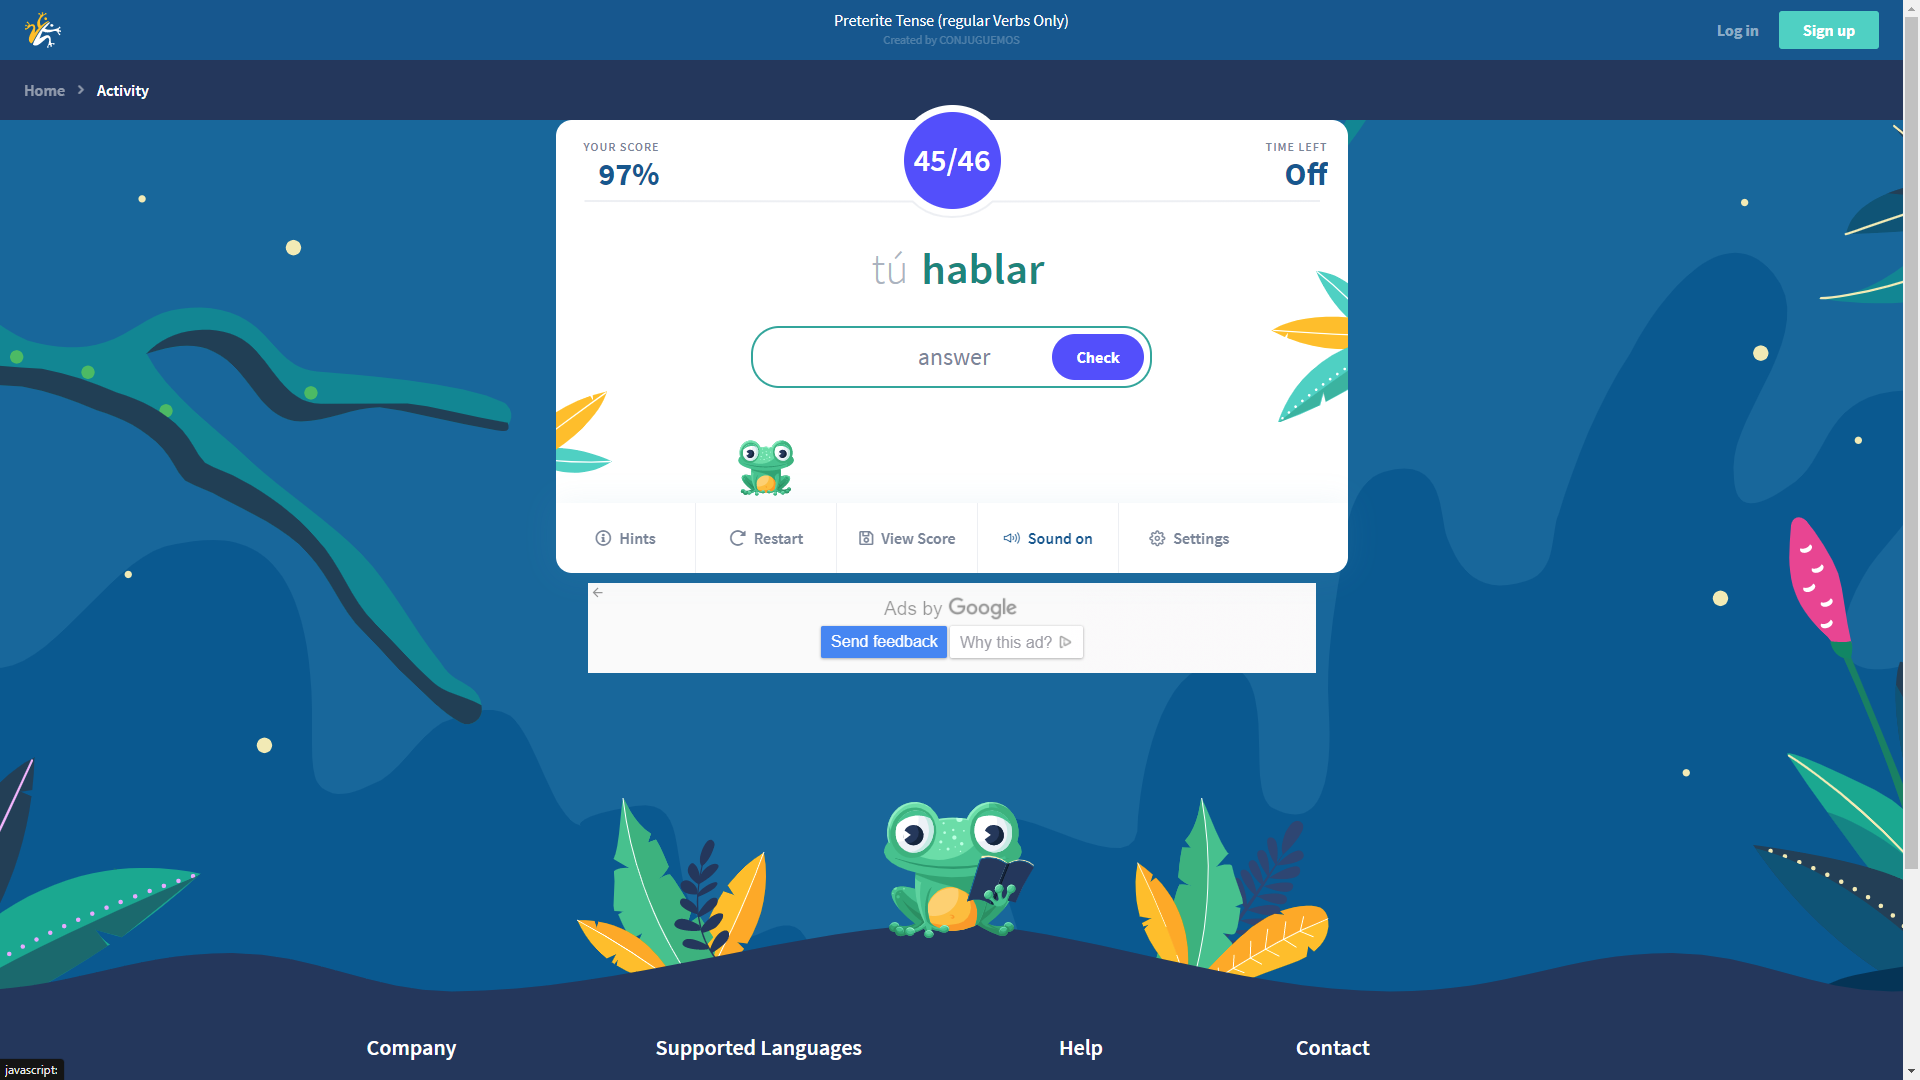 Preterite Tense (regular Verbs Only)
Created by CONJUGUEMOS
Log in
Sign up
Home > Activity
YOUR SCORE
97%
45/46
TIME LEFT
Off
tú hablar
answer
Check
Hints
Restart
View Score
Sound on
Settings
Ads by Google
Send feedback
Why this ad?
Company
Supported Languages
Help
Contact
javascript: